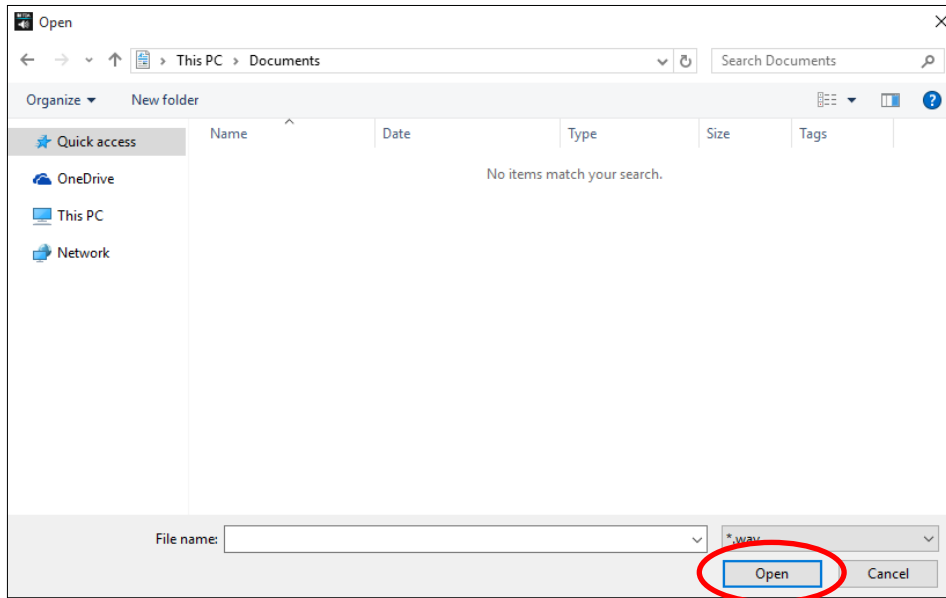 Open
This PC > Documents
Search Documents
Organize
New folder
Name
Date
Type
Size
Tags
Quick access
No items match your search.
OneDrive
This PC
Network
File name:
*.wav
Open
Cancel